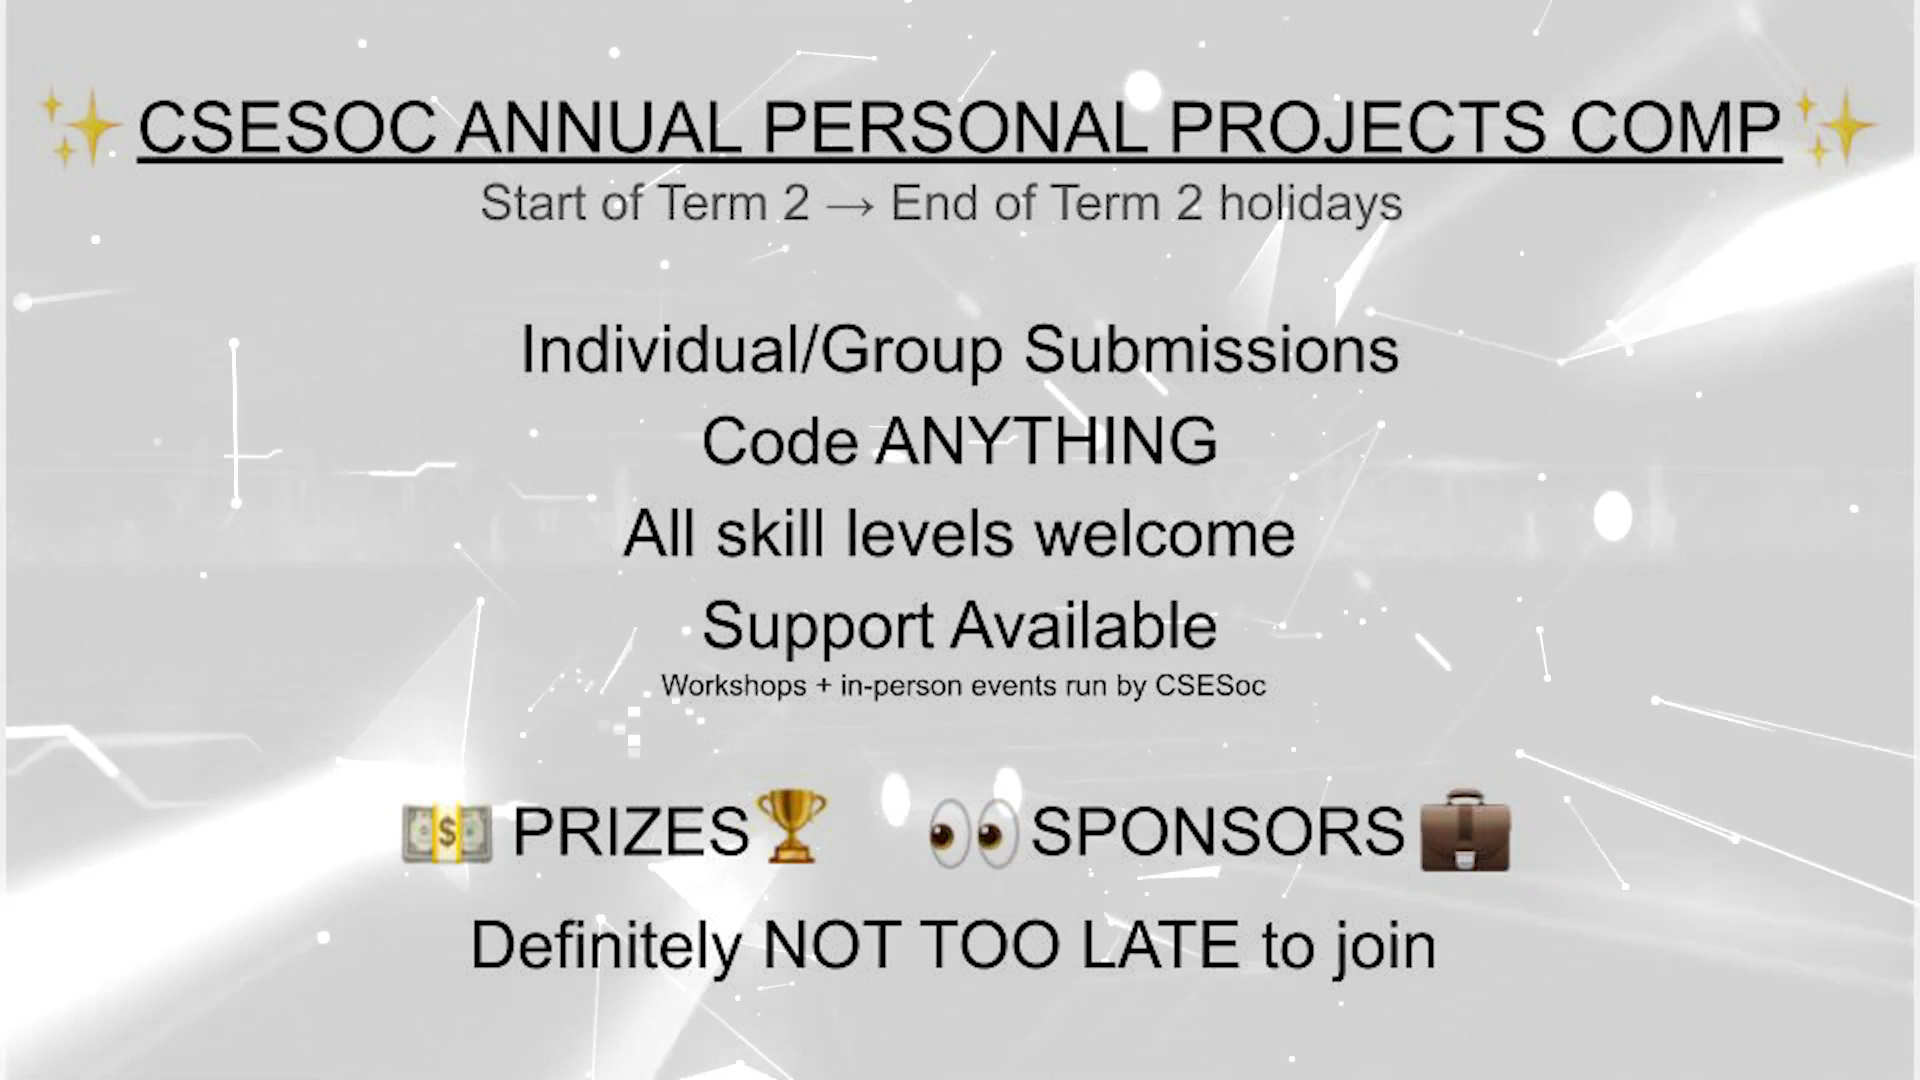 ✨CSESOC ANNUAL PERSONAL PROJECTS COMP✨
Start of Term 2 → End of Term 2 holidays
Individual/Group Submissions
Code ANYTHING
All skill levels welcome
Support Available
Workshops + in-person events run by CSESoc
💵 PRIZES🏆 👀 SPONSORS💼
Definitely NOT TOO LATE to join